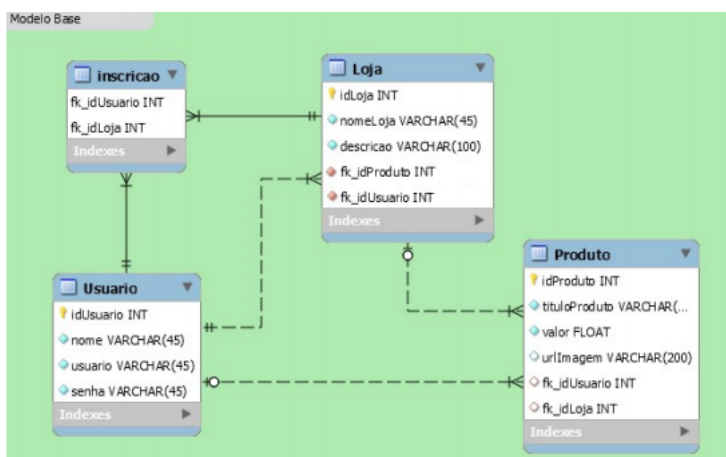 Modelo Base
inscricao
fk_idUsuario INT
fk_idLoja INT
Indexes
Loja
idLoja INT
nomeLoja VARCHAR(45)
descricao VARCHAR(100)
fk_idProduto INT
fk_idUsuario INT
Indexes
Usuario
idUsuario INT
nome VARCHAR(45)
usuario VARCHAR(45)
senha VARCHAR(45)
Indexes
Produto
idProduto INT
tituloProduto VARCHAR(...
valor FLOAT
urlImagem VARCHAR(200)
fk_idUsuario INT
fk_idLoja INT
Indexes